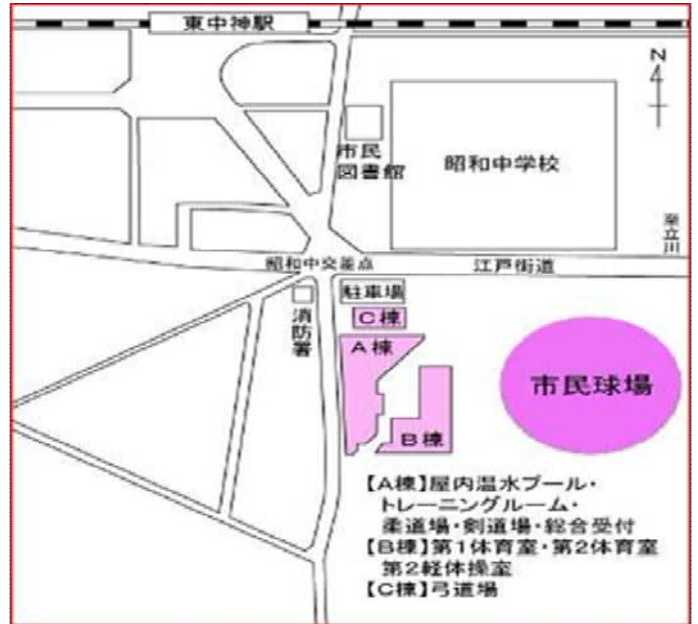 東中神駅
N
市民
図書館
昭和中学校
至立川
昭和中交差点
江戸街道
駐車場
消防署
C棟
A棟
市民球場
B棟
【A棟】屋内温水プール・
トレーニングルーム・
柔道場・剣道場・総合受付
【B棟】第1体育室・第2体育室
第2軽体操室
【C棟】弓道場